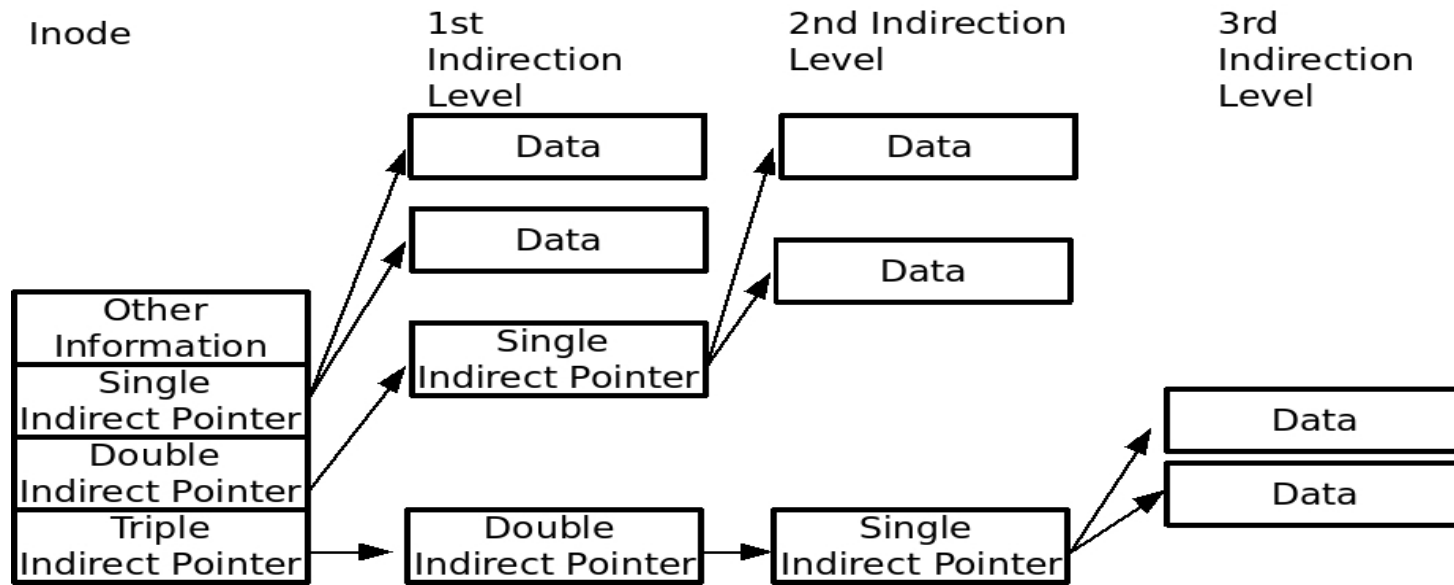 Inode
1st
Indirection
Level
2nd Indirection
Level
3rd
Indirection
Level
Data
Data
Data
Data
Other
Information
Single
Indirect Pointer
Single
Indirect Pointer
Double
Indirect Pointer
Data
Data
Triple
Indirect Pointer
Double
Indirect Pointer
Single
Indirect Pointer